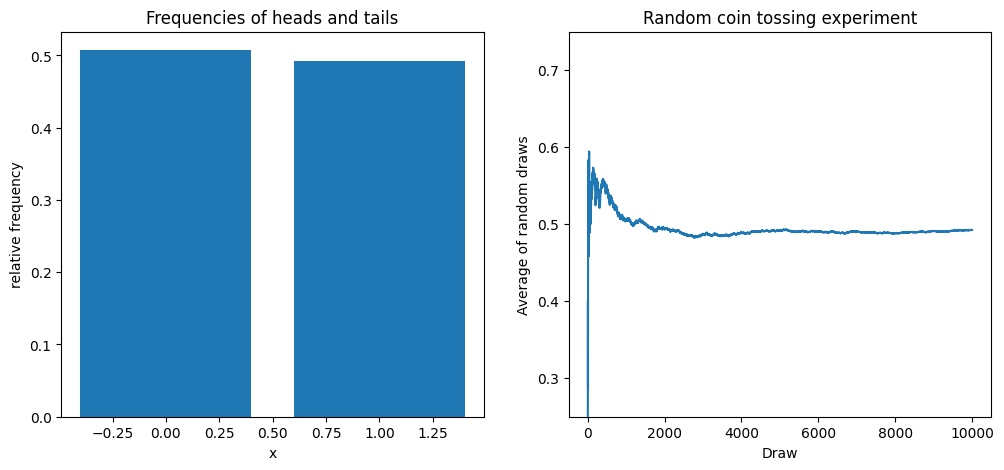 Frequencies of heads and tails
relative frequency
0.5
0.4
0.3
0.2
0.1
0.0
−0.25 0.00 0.25 0.50 0.75 1.00 1.25
x
Random coin tossing experiment
Average of random draws
0.7
0.6
0.5
0.4
0.3
0 2000 4000 6000 8000 10000
Draw